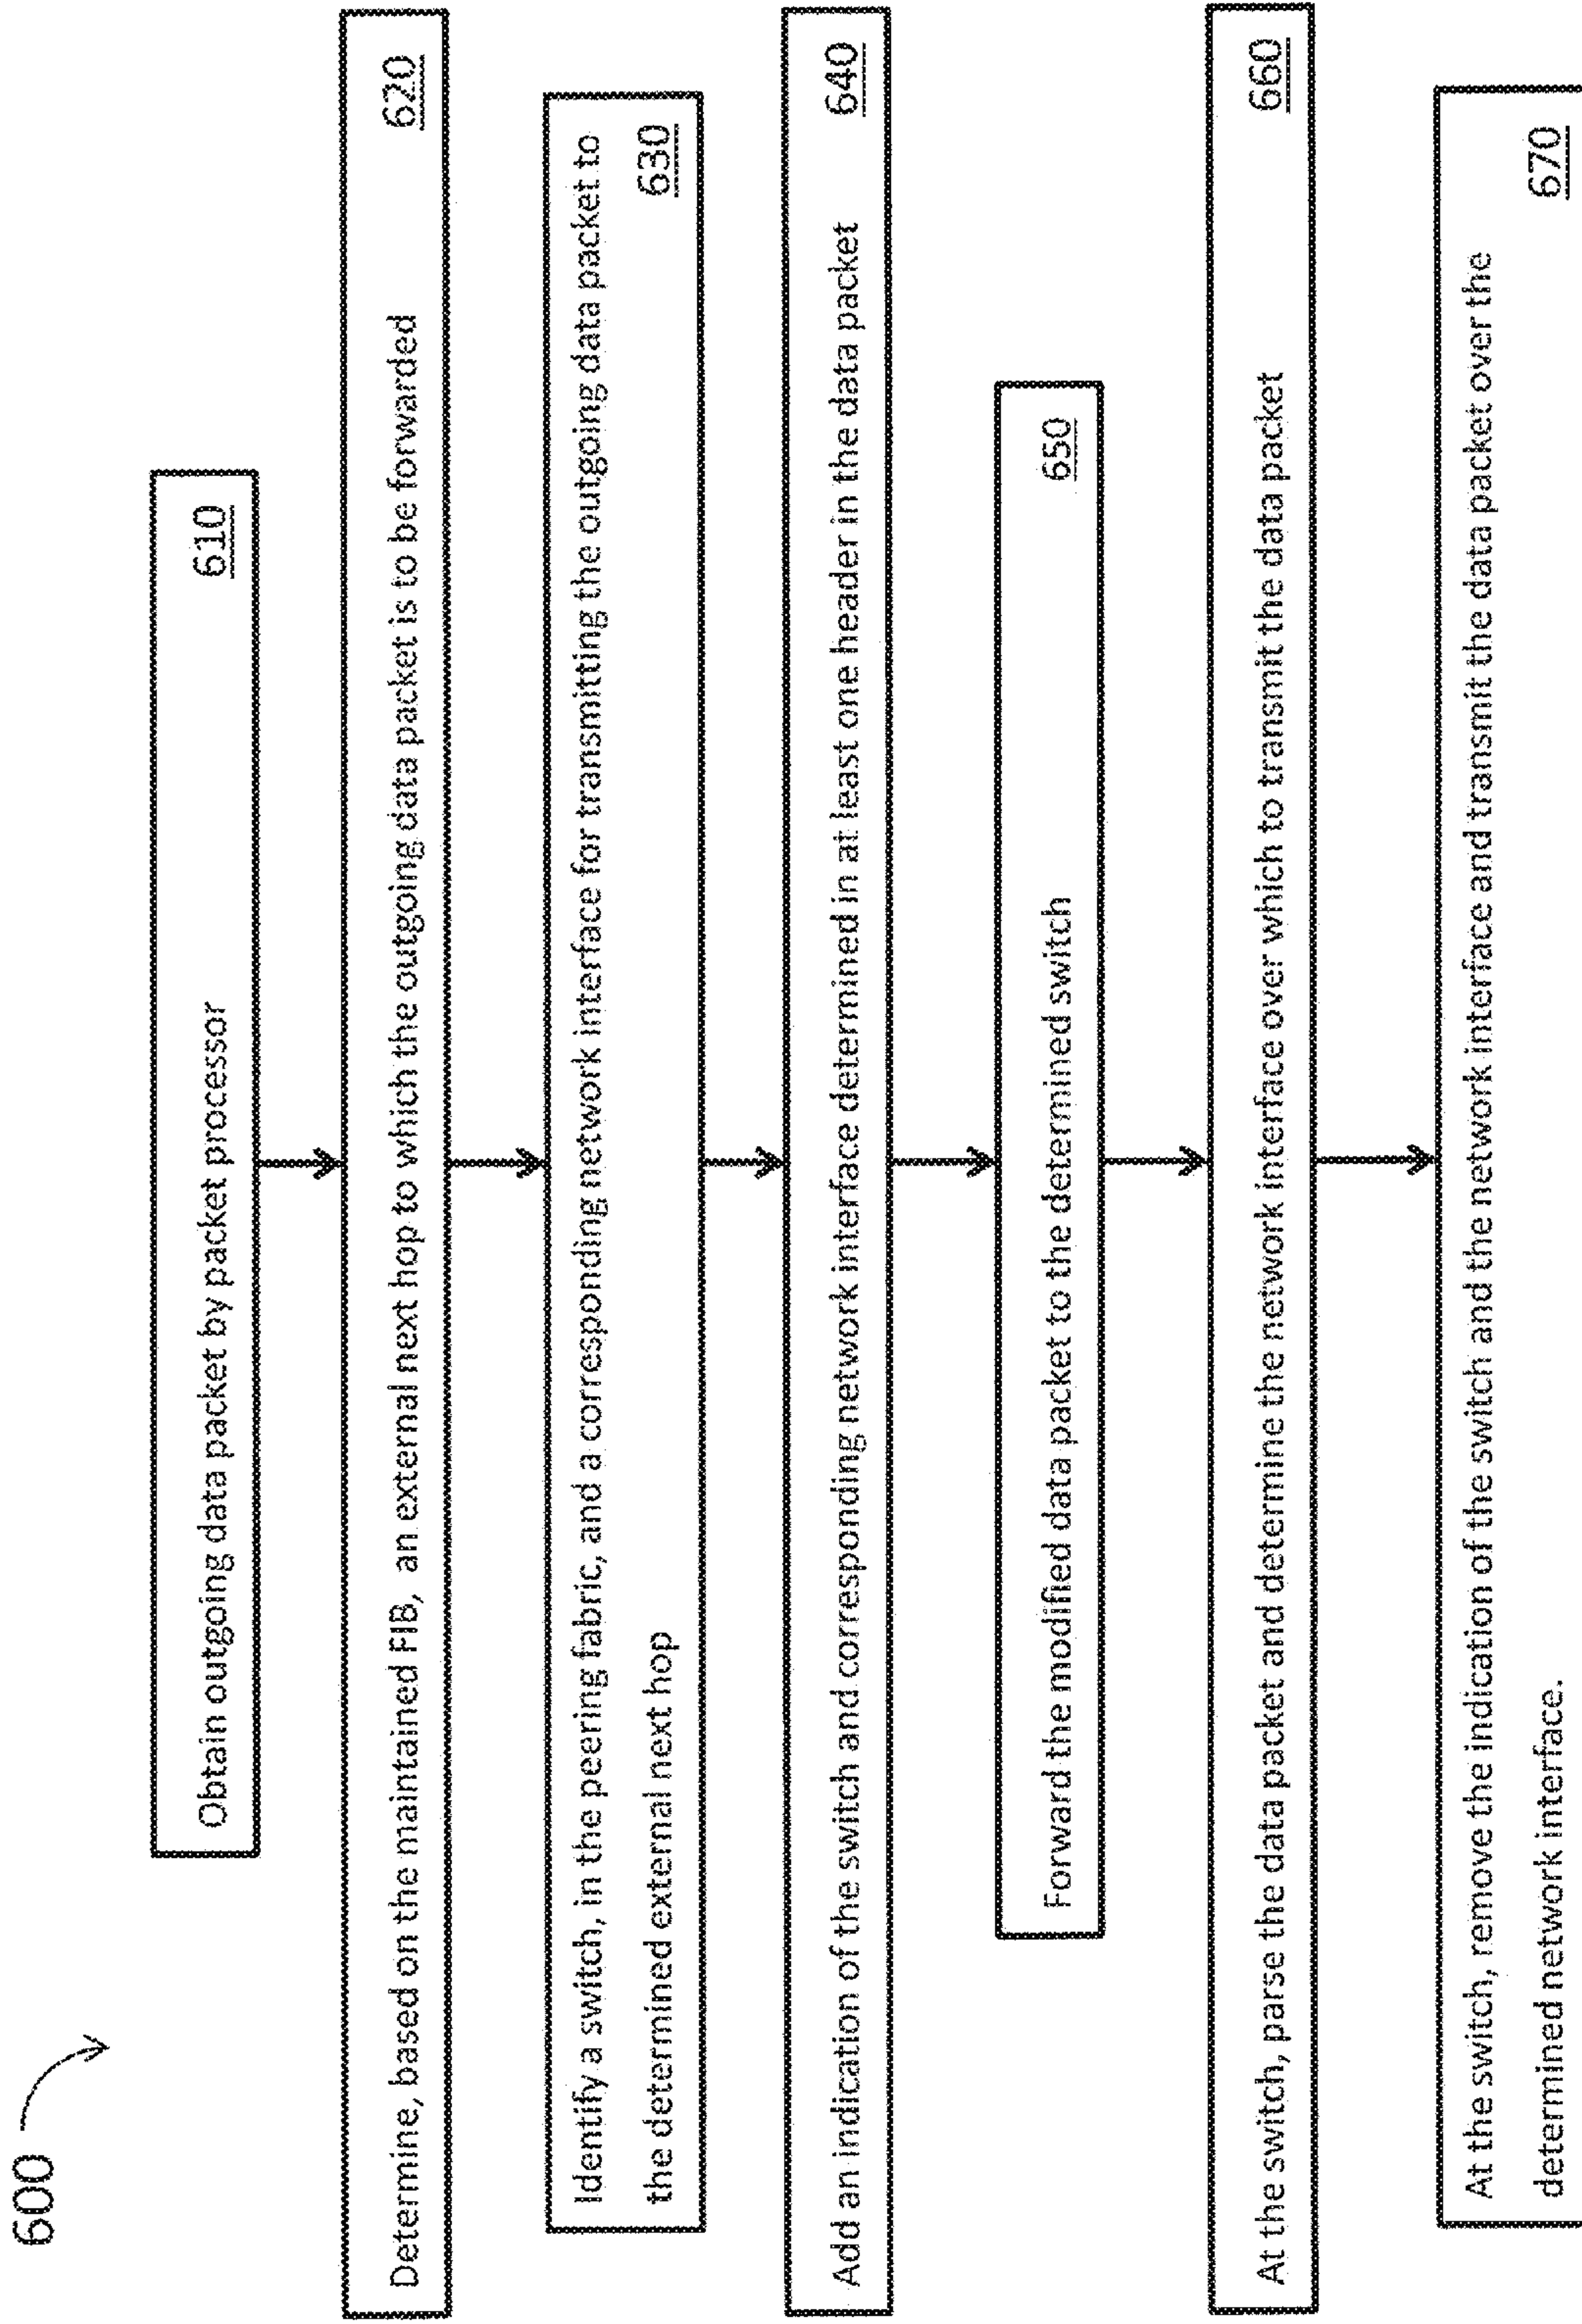 600
Obtain outgoing data packet by packet processor
610
Determine, based on the maintained FIB, an external next hop to which the outgoing data packet is to be forwarded
620
Identify a switch, in the peering fabric, and a corresponding network interface for transmitting the outgoing data packet to
the determined external next hop
630
Add an indication of the switch and corresponding network interface determined in at least one header in the data packet
640
Forward the modified data packet to the determined switch
650
At the switch, parse the data packet and determine the network interface over which to transmit the data packet
660
At the switch, remove the indication of the switch and the network interface and transmit the data packet over the
determined network interface.
670